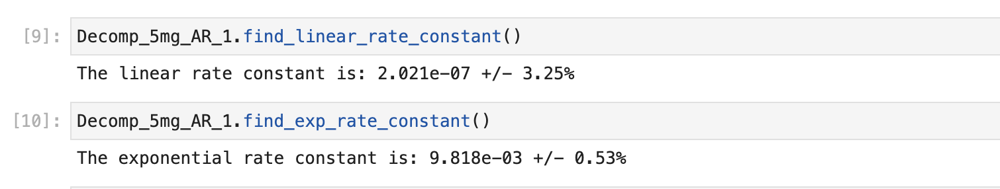 [9]: Decomp_5mg_AR_1.find_linear_rate_constant()
The linear rate constant is: 2.021e-07 +/- 3.25%
[10]: Decomp_5mg_AR_1.find_exp_rate_constant()
The exponential rate constant is: 9.818e-03 +/- 0.53%